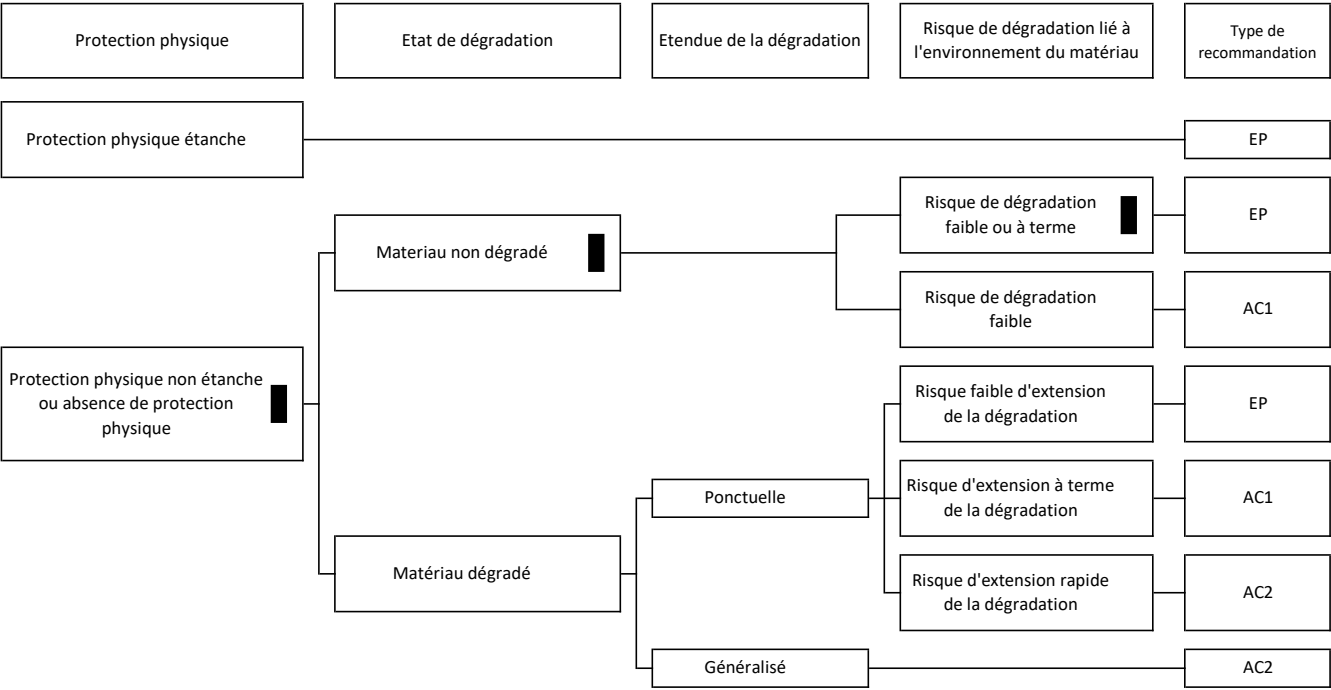 Protection physique
Etat de dégradation
Etendue de la dégradation
Risque de dégradation lié à
l'environnement du matériau
Type de
recommandation
Protection physique étanche
EP
Materiau non dégradé
Risque de dégradation
faible ou à terme
EP
Risque de dégradation
faible
AC1
Protection physique non étanche
ou absence de protection
physique
Risque faible d'extension
de la dégradation
EP
Ponctuelle
Risque d'extension à terme
de la dégradation
AC1
Matériau dégradé
Risque d'extension rapide
de la dégradation
AC2
Généralisé
AC2